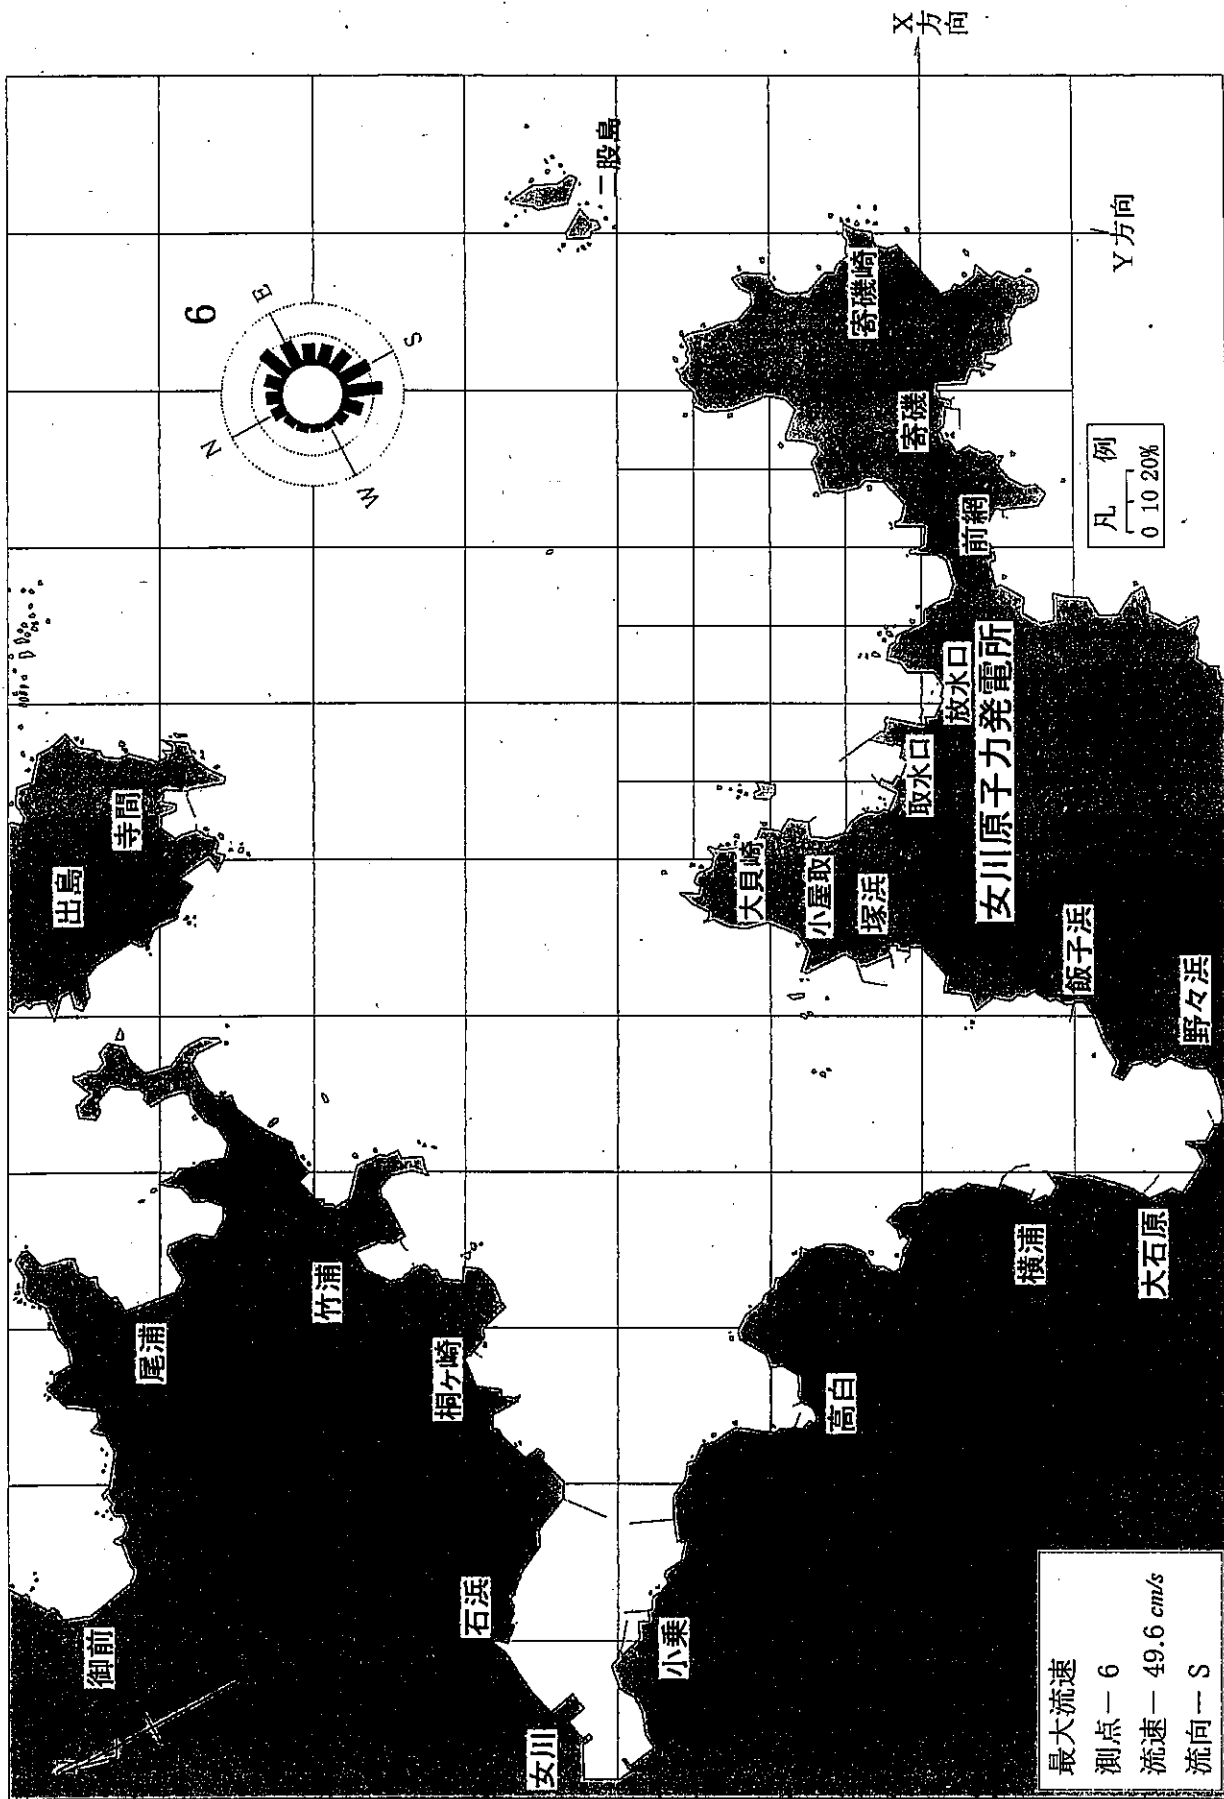 御前
尾浦
出島
寺間
竹浦
桐ケ崎
石浜
女川
小乗
高白
横浦
大石原
野々浜
飯子浜
塚浜
小屋取
大貝崎
取水口
放水口
女川原子力発電所
前網
寄磯
寄磯崎
二股島
6
N
E
S
W
X
方向
Y方向
凡 例
0 10 20%
最大流速
測点－6
流速－49.6 cm/s
流向－S